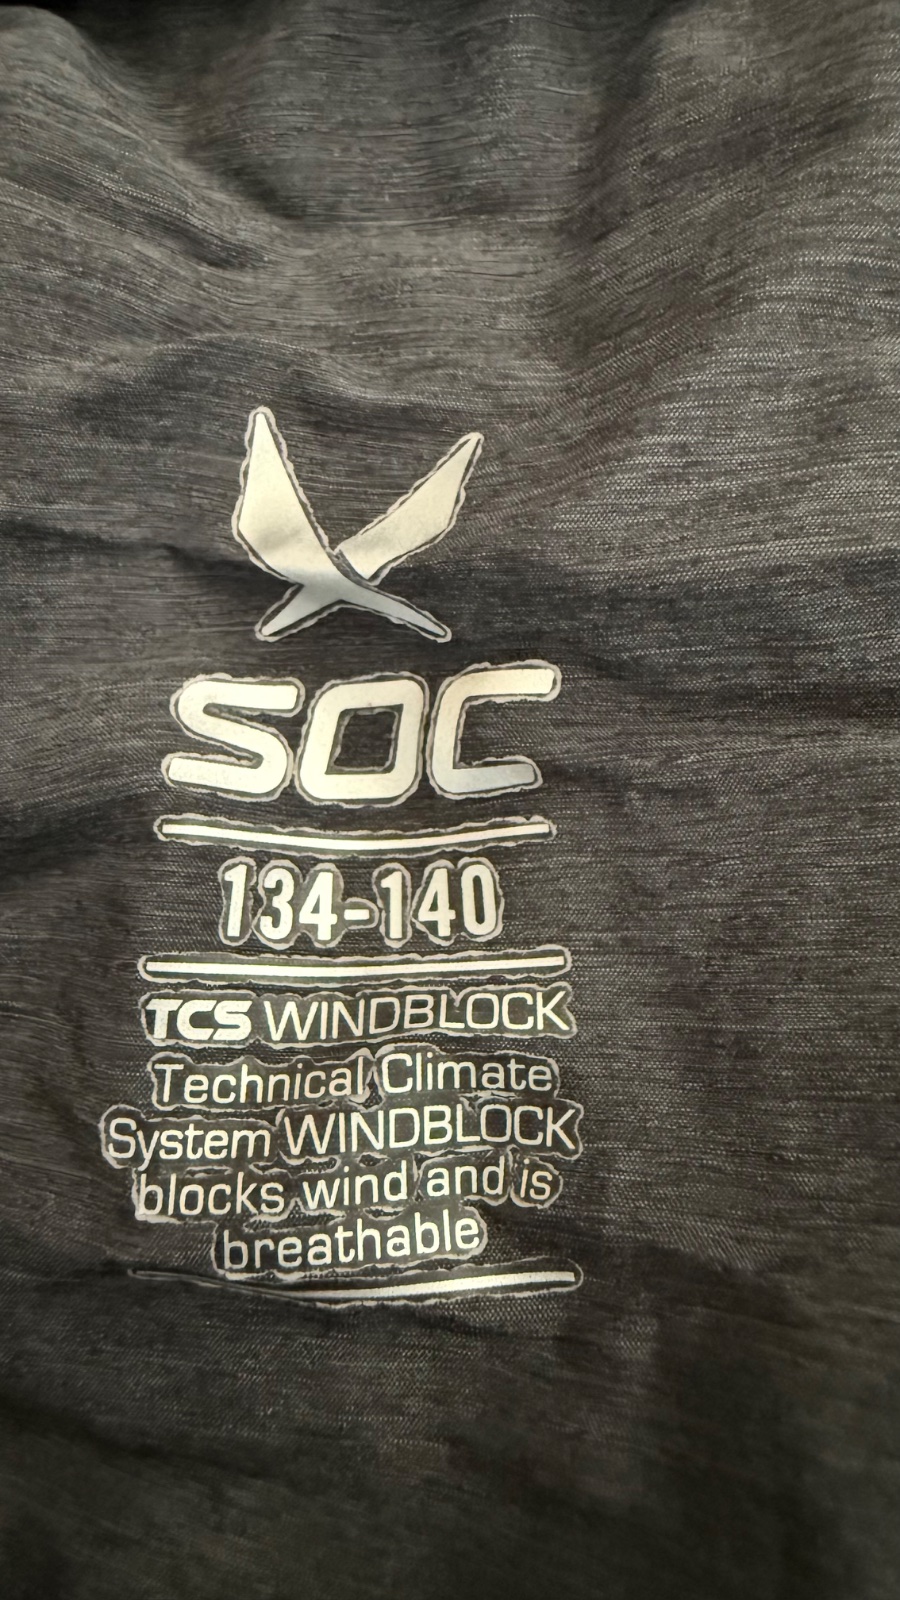 SOC
134-140
TCS WINDBLOCK
Technical Climate
System WINDBLOCK
blocks wind and is
breathable